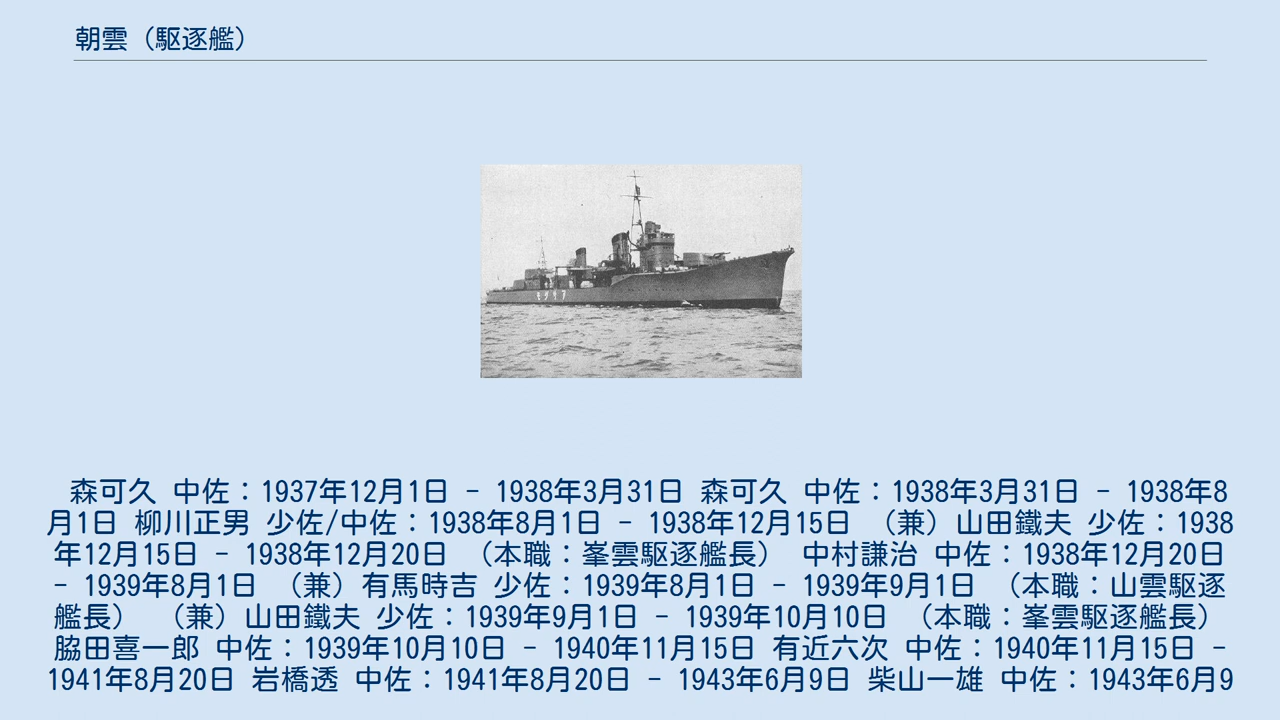 朝雲（駆逐艦）
森可久 中佐：1937年12月1日 - 1938年3月31日 森可久 中佐：1938年3月31日 - 1938年8
月1日 柳川正男 少佐/中佐：1938年8月1日 - 1938年12月15日 （兼）山田鐵夫 少佐：1938
年12月15日 - 1938年12月20日 （本職：峯雲駆逐艦長） 中村謙治 中佐：1938年12月20日
- 1939年8月1日 （兼）有馬時吉 少佐：1939年8月1日 - 1939年9月1日 （本職：山雲駆逐
艦長） （兼）山田鐵夫 少佐：1939年9月1日 - 1939年10月10日 （本職：峯雲駆逐艦長）
脇田喜一郎 中佐：1939年10月10日 - 1940年11月15日 有近六次 中佐：1940年11月15日 -
1941年8月20日 岩橋透 中佐：1941年8月20日 - 1943年6月9日 柴山一雄 中佐：1943年6月9